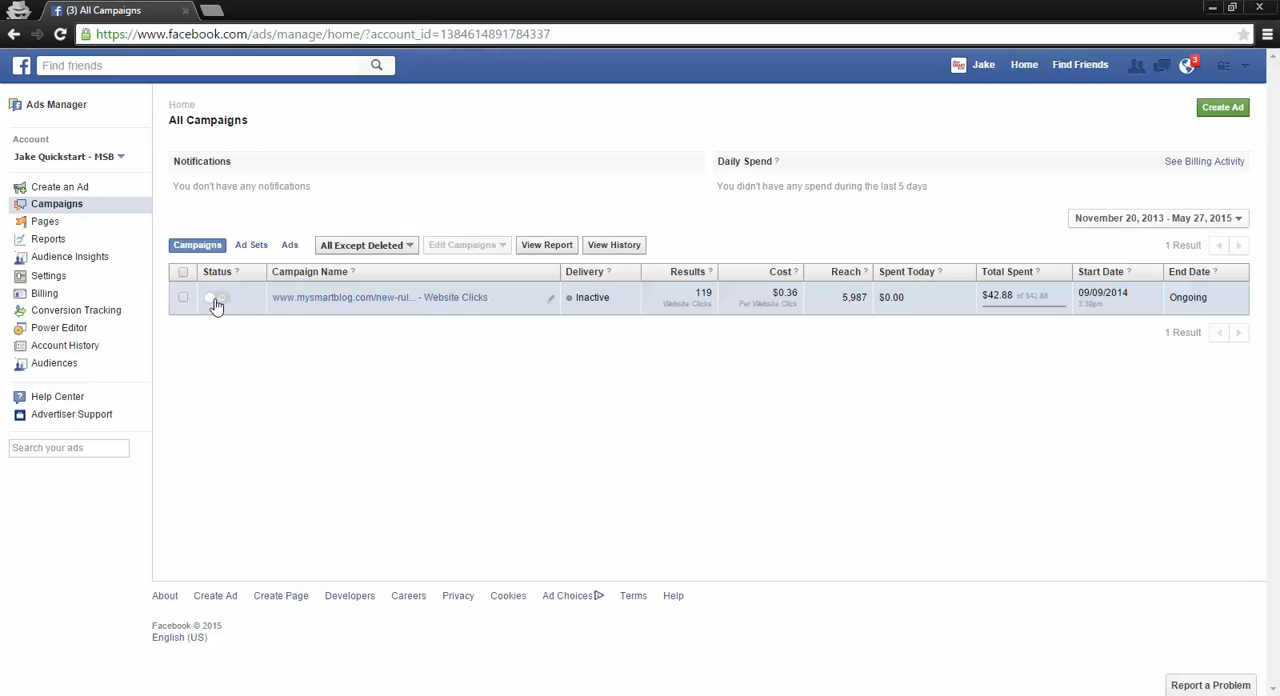 (3) All Campaigns
https://www.facebook.com/ads/manage/home/?account_id=1384614891784337
Find friends
Jake Home Find Friends 3
Ads Manager
Account
Jake Quickstart - MSB
Create an Ad
Campaigns
Pages
Reports
Audience Insights
Settings
Billing
Conversion Tracking
Power Editor
Account History
Audiences
Help Center
Advertiser Support
Search your ads
Home
All Campaigns
Create Ad
Notifications
You don't have any notifications
Daily Spend ?
See Billing Activity
You didn't have any spend during the last 5 days
November 20, 2013 - May 27, 2015
Campaigns Ad Sets Ads All Except Deleted Edit Campaigns View Report View History 1 Result
Status ? Campaign Name ? Delivery ? Results ? Cost ? Reach ? Spent Today ? Total Spent ? Start Date ? End Date ?
www.mysmartblog.com/new-rul... - Website Clicks Inactive 119 $0.36 5,987 $0.00 $42.88 of $42.88 09/09/2014 Ongoing
Website Clicks Per Website Click 3:39pm
1 Result
About Create Ad Create Page Developers Careers Privacy Cookies Ad Choices Terms Help
Facebook © 2015
English (US)
Report a Problem